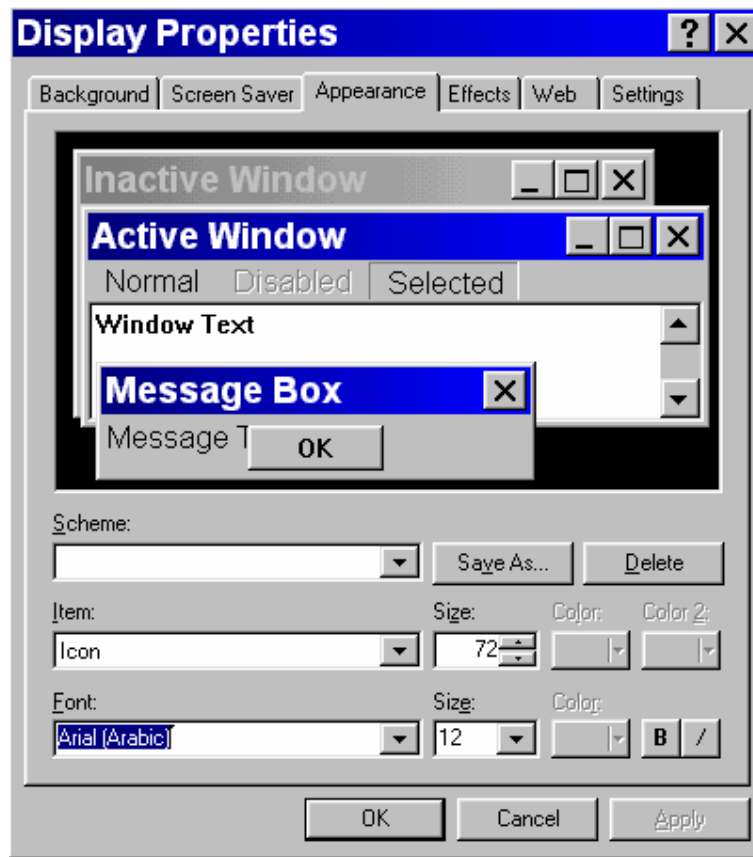 Display Properties
Background Screen Saver Appearance Effects Web Settings
Inactive Window
Active Window
Normal Disabled Selected
Window Text
Message Box
Message T OK
Scheme:
Save As... Delete
Item: Size: Color: Color 2:
Icon 72
Font: Size: Color:
Arial (Arabic) 12 B /
OK Cancel Apply